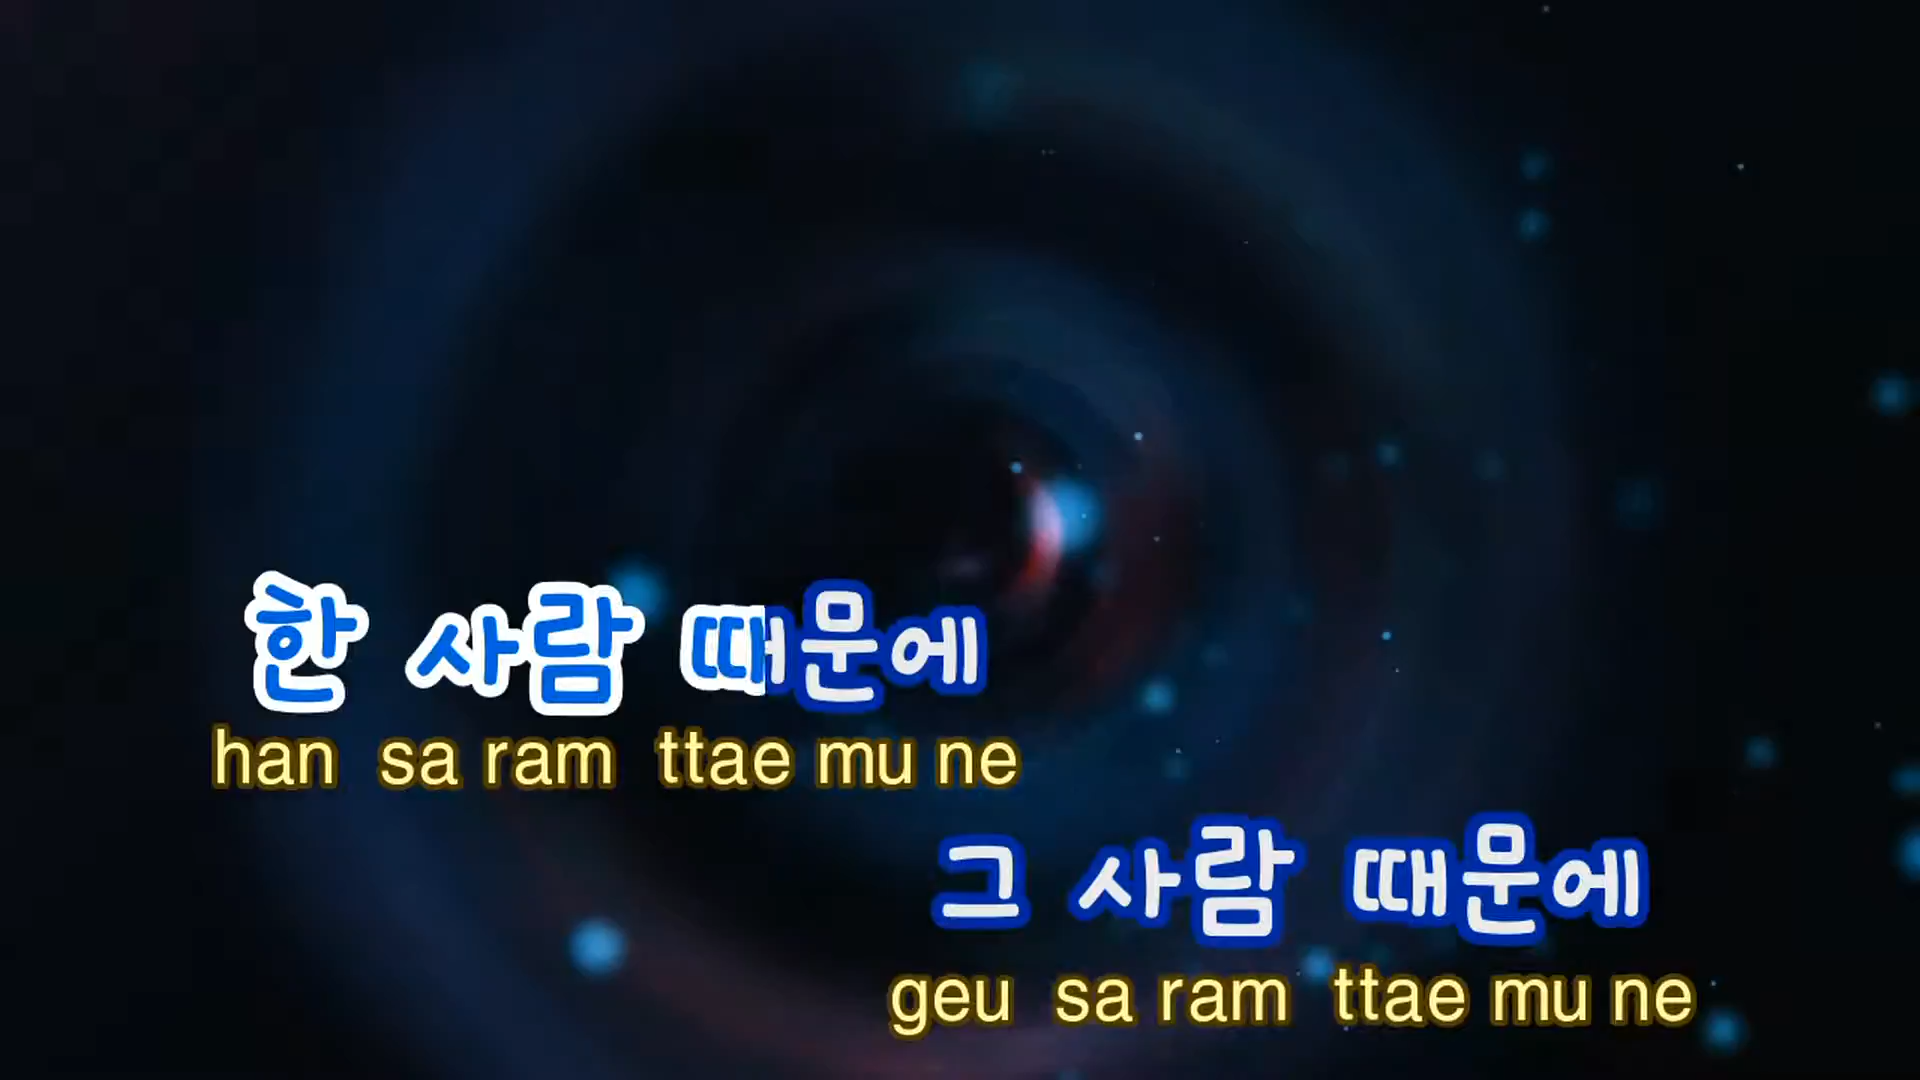 한 사람 때문에
han sa ram ttae mu ne
그 사람 때문에
geu sa ram ttae mu ne